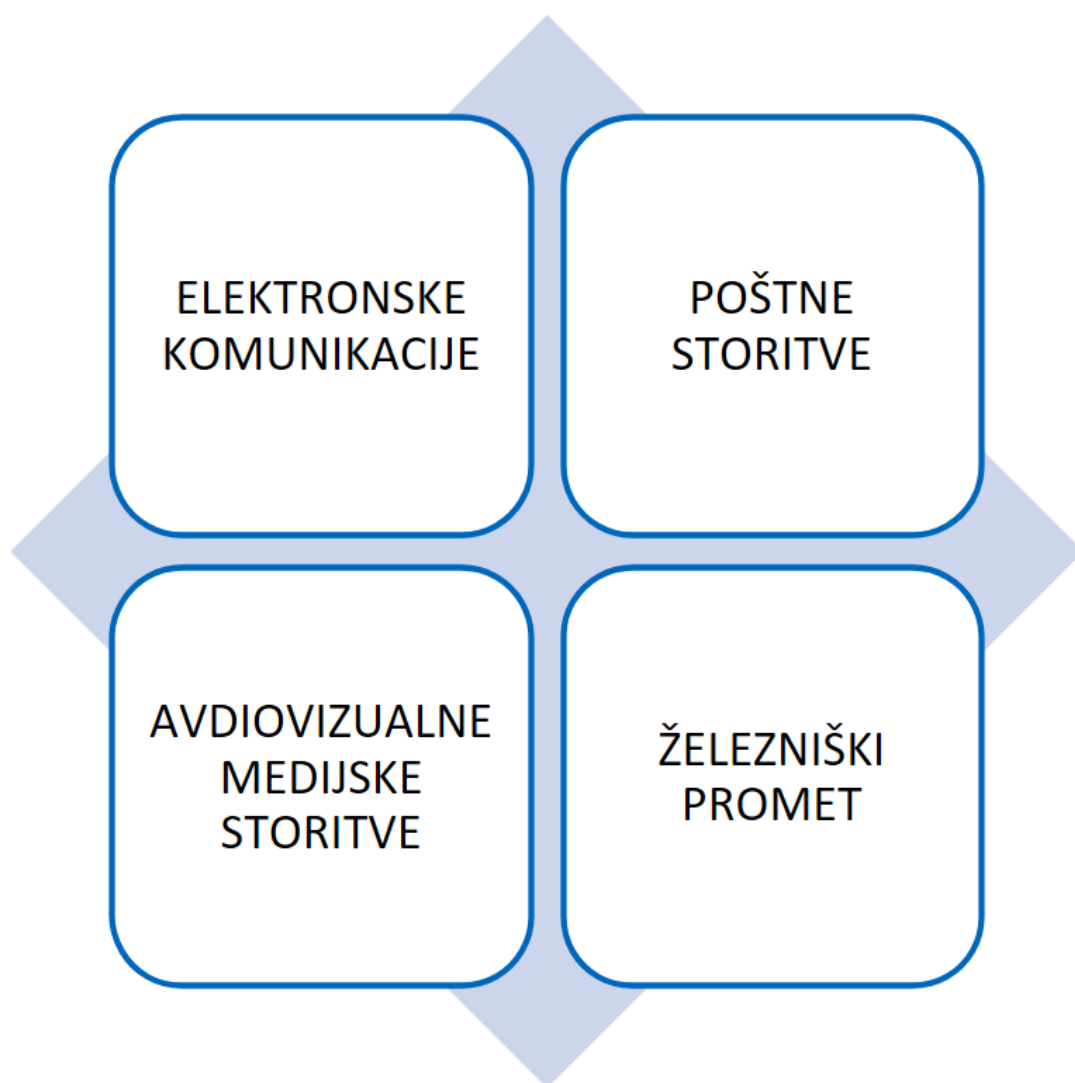 ELEKTRONSKE
KOMUNIKACIJE
POŠTNE
STORITVE
AVDIOVIZUALNE
MEDIJSKE
STORITVE
ŽELEZNIŠKI
PROMET